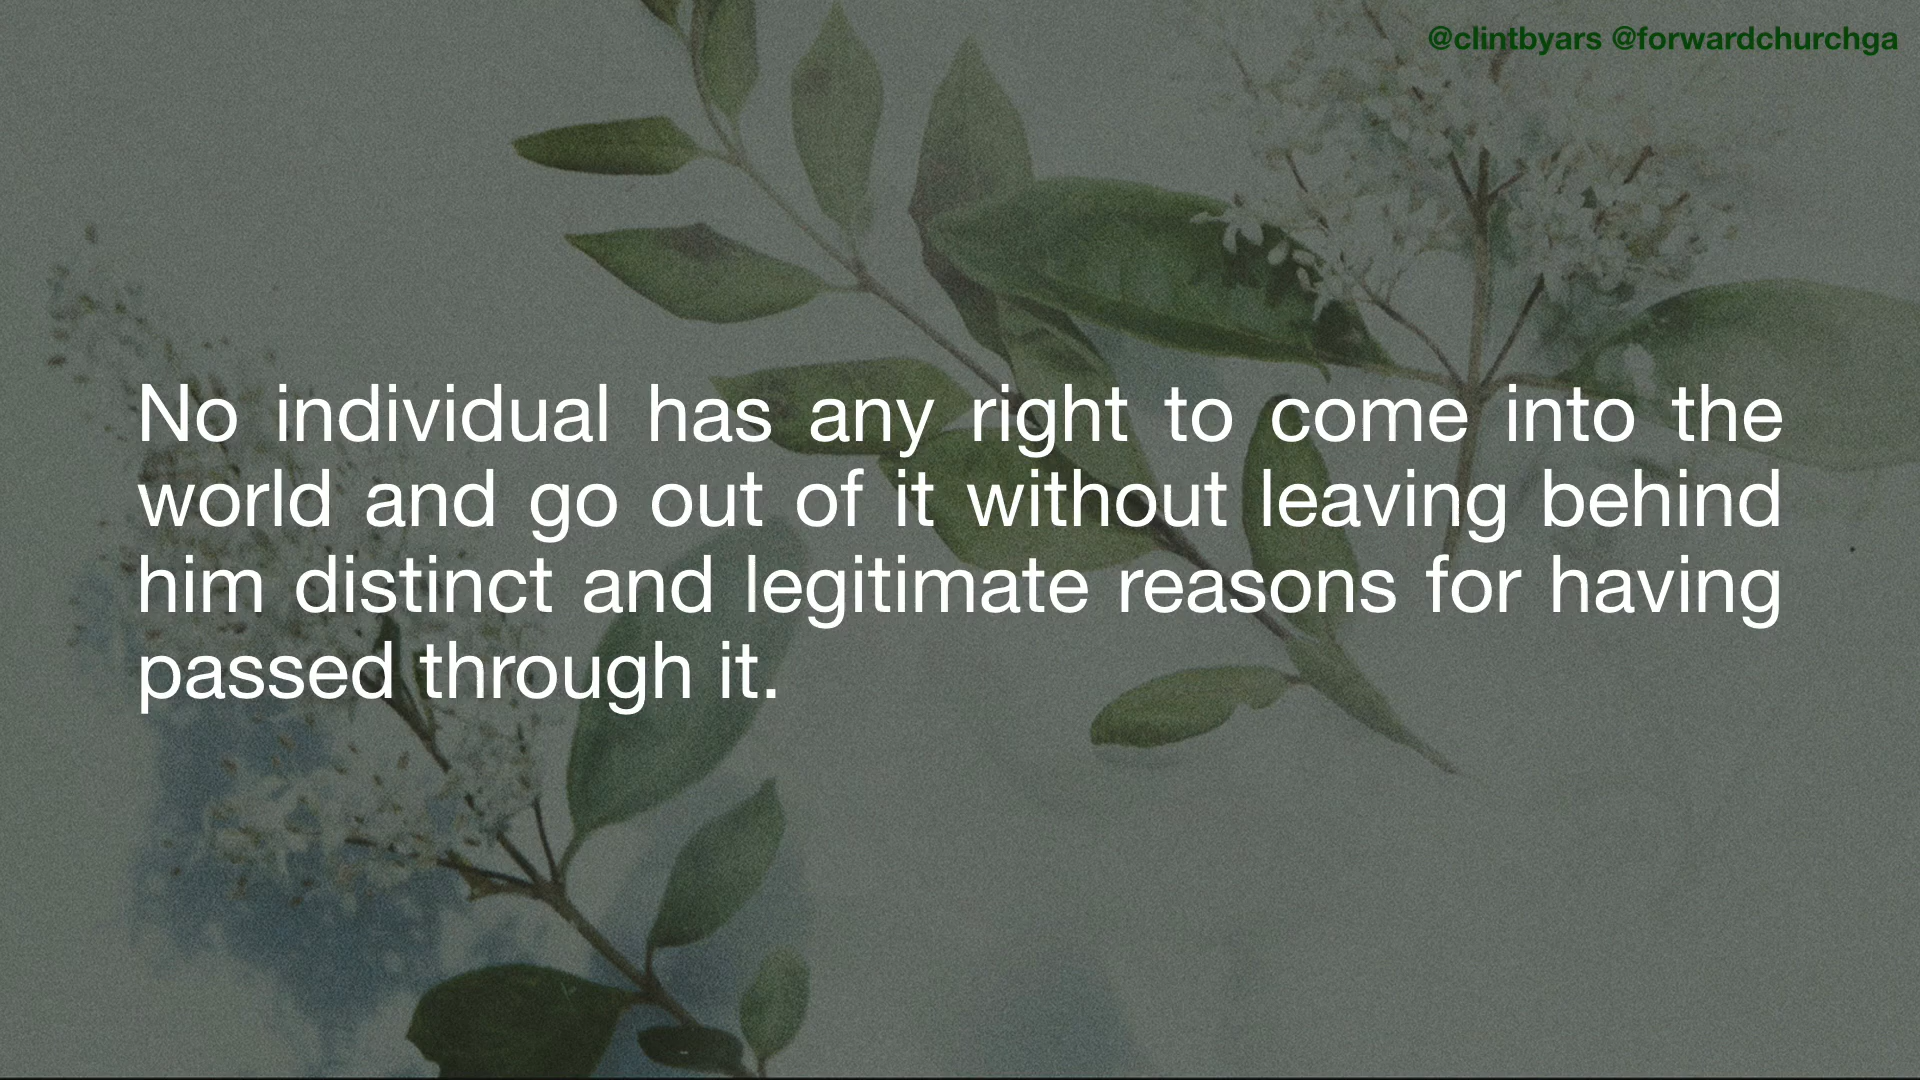 @clintbyars @forwardchurchga
No individual has any right to come into the
world and go out of it without leaving behind
him distinct and legitimate reasons for having
passed through it.